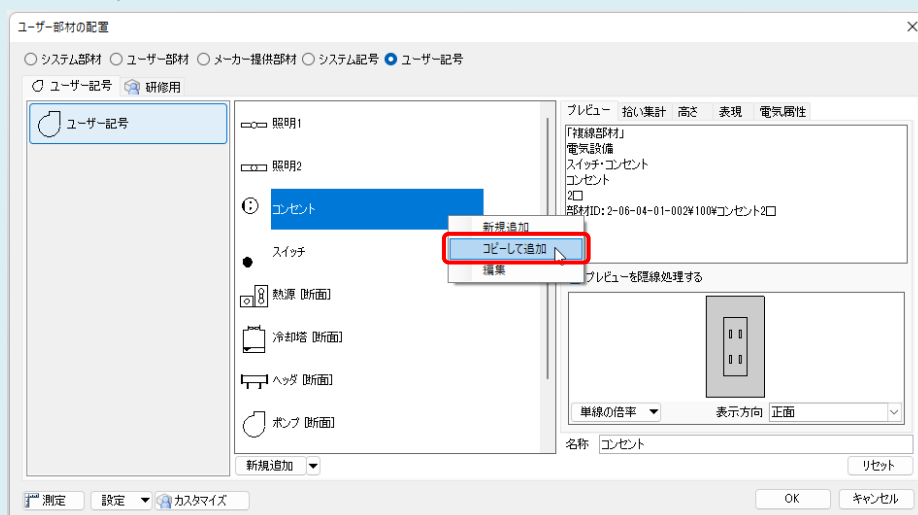 ユーザー部材の配置
システム部材 ユーザー部材 メーカー提供部材 システム記号 ユーザー記号
ユーザー記号 研修用
ユーザー記号
照明1
照明2
コンセント
スイッチ
熱源 [断面]
冷却塔 [断面]
ヘッダ [断面]
ポンプ [断面]
新規追加
新規追加
コピーして追加
編集
プレビュー 拾い集計 高さ 表現 電気属性
「複線部材」
電気設備
スイッチ・コンセント
コンセント
2口
部材ID:2-06-04-01-002¥100¥コンセント2口
プレビューを隠線処理する
単線の倍率 表示方向 正面
名称 コンセント
リセット
測定 設定 カスタマイズ
OK キャンセル